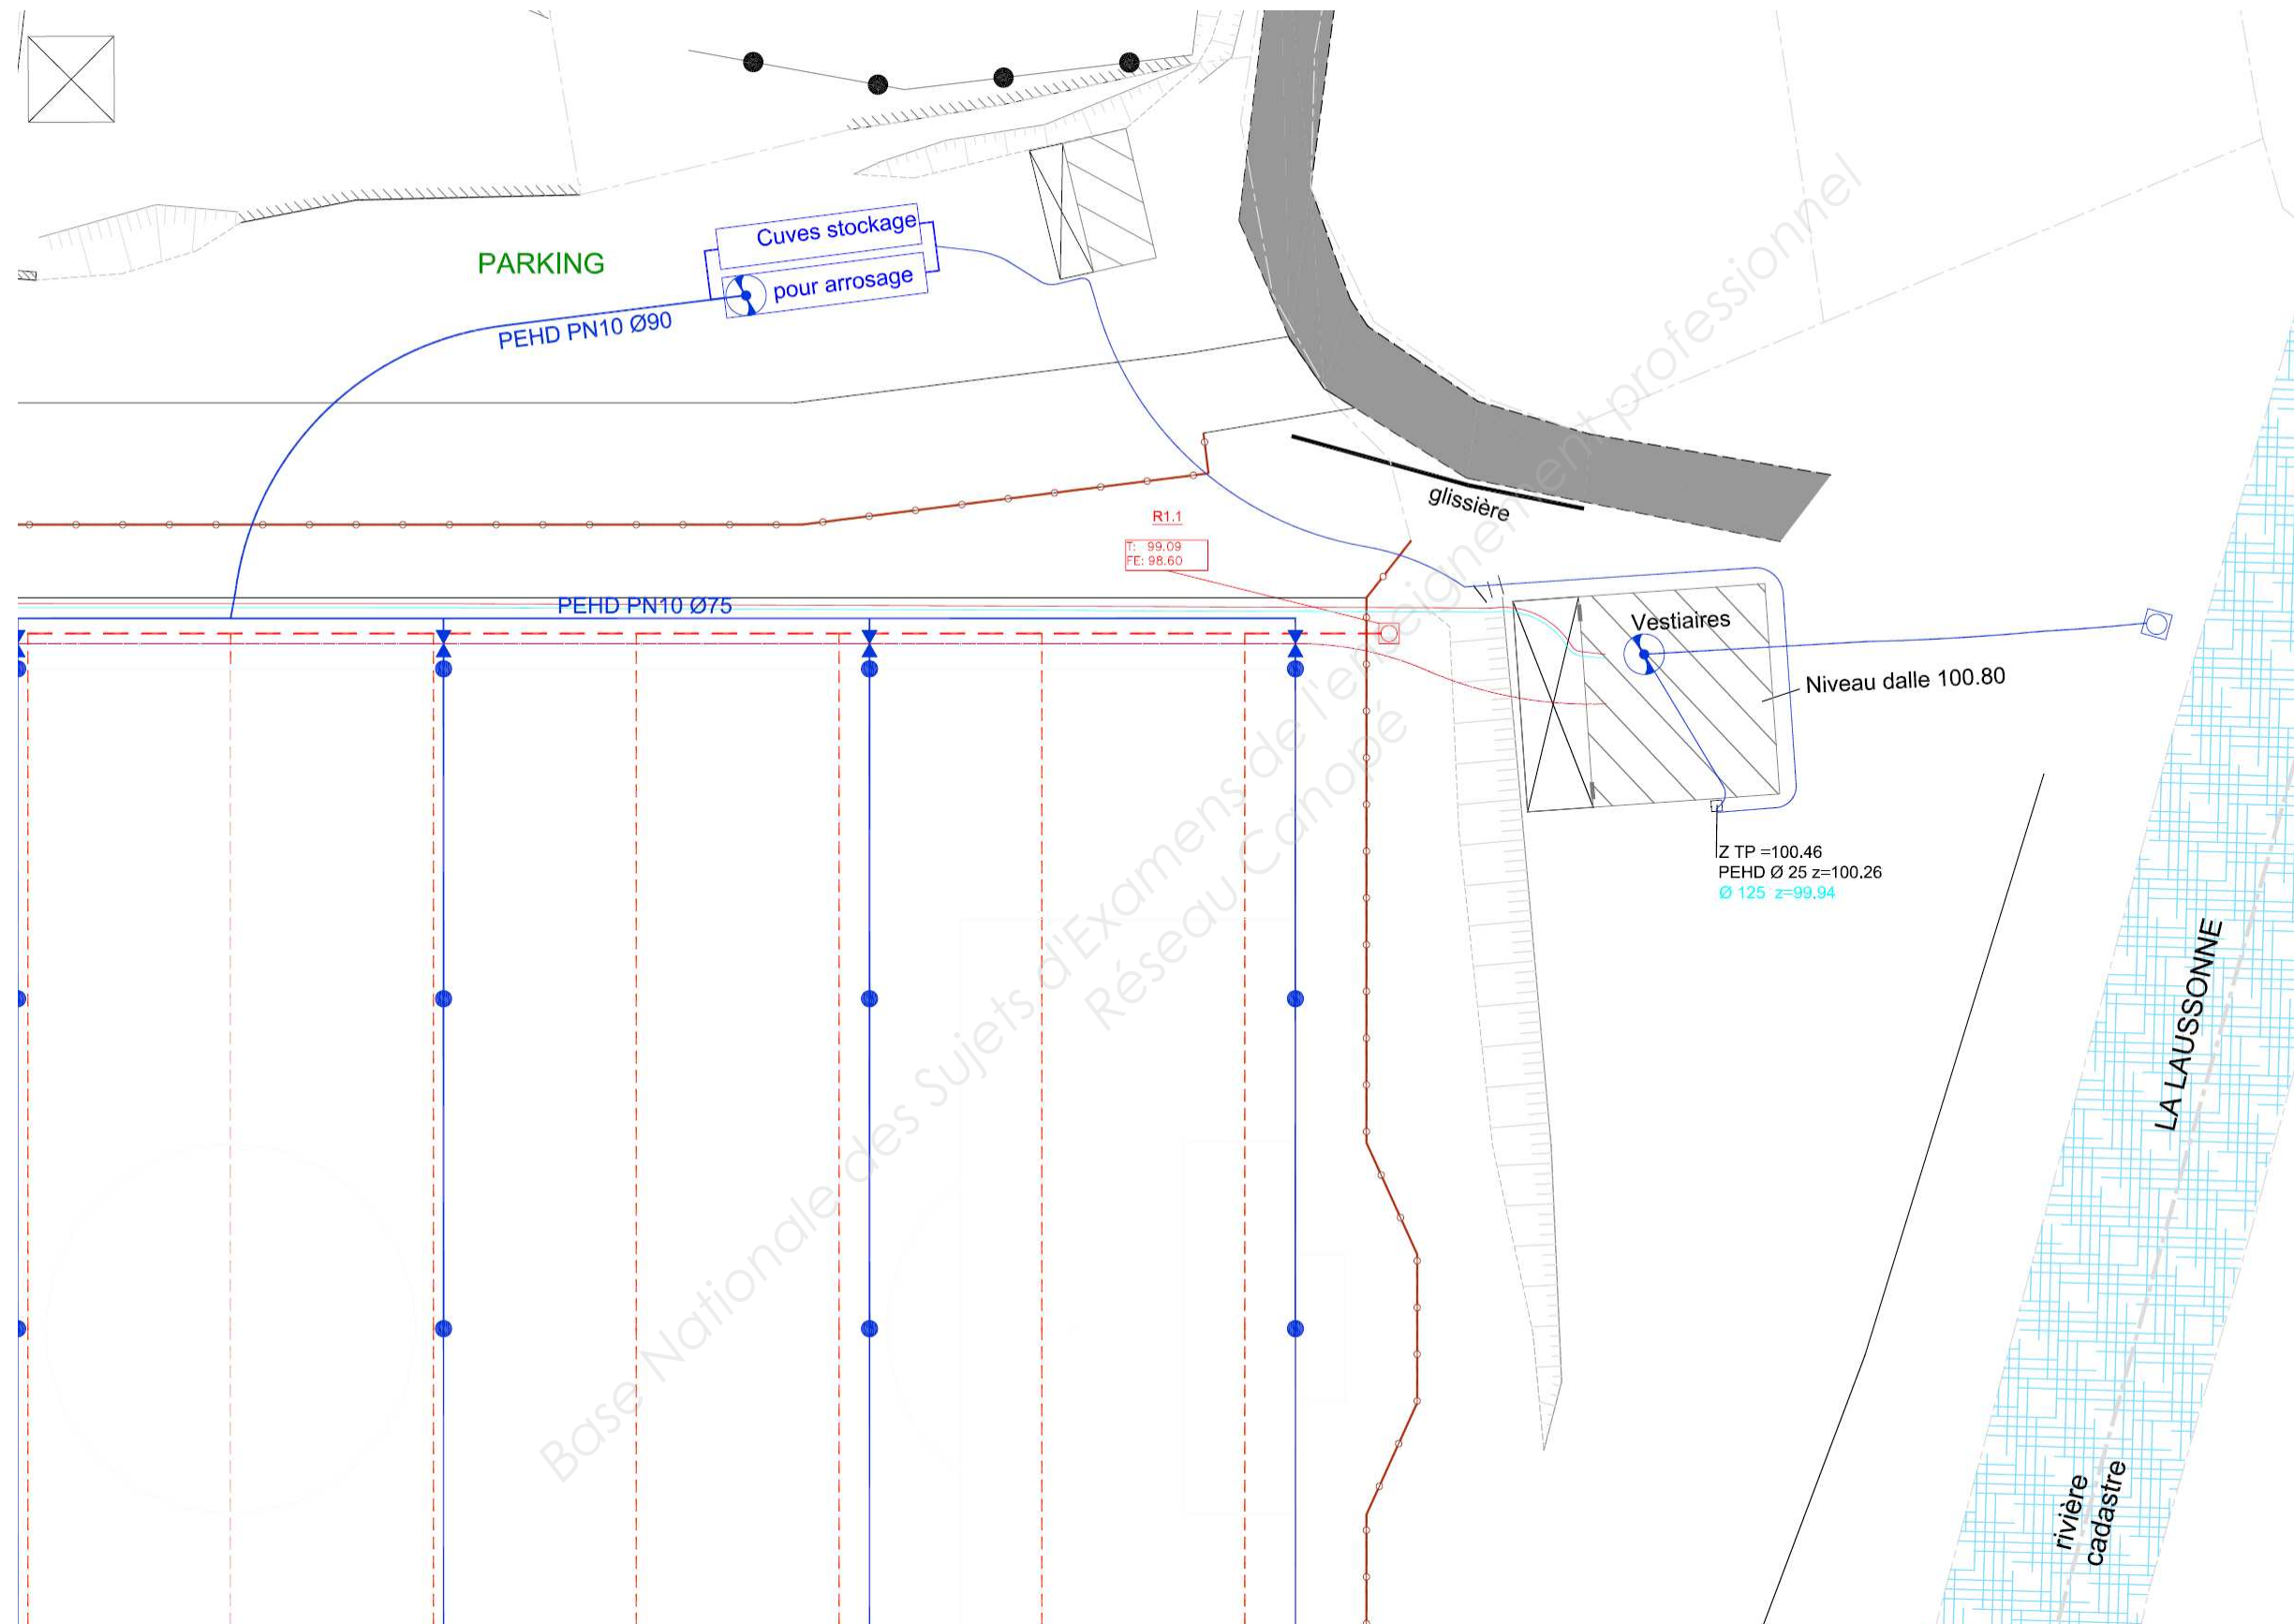 Cuves stockage
pour arrosage
PARKING
PEHD PN10 Ø90
glissière
R1.1
T: 99.09
FE: 98.60
PEHD PN10 Ø75
Vestiaires
Niveau dalle 100.80
Z TP =100.46
PEHD Ø 25 z=100.26
Ø 125 z=99.94
LA LAUSSONNE
rivière
cadastre
Base Nationale des Sujets d'Examens de l'enseignement professionnel
Réseau Canopé